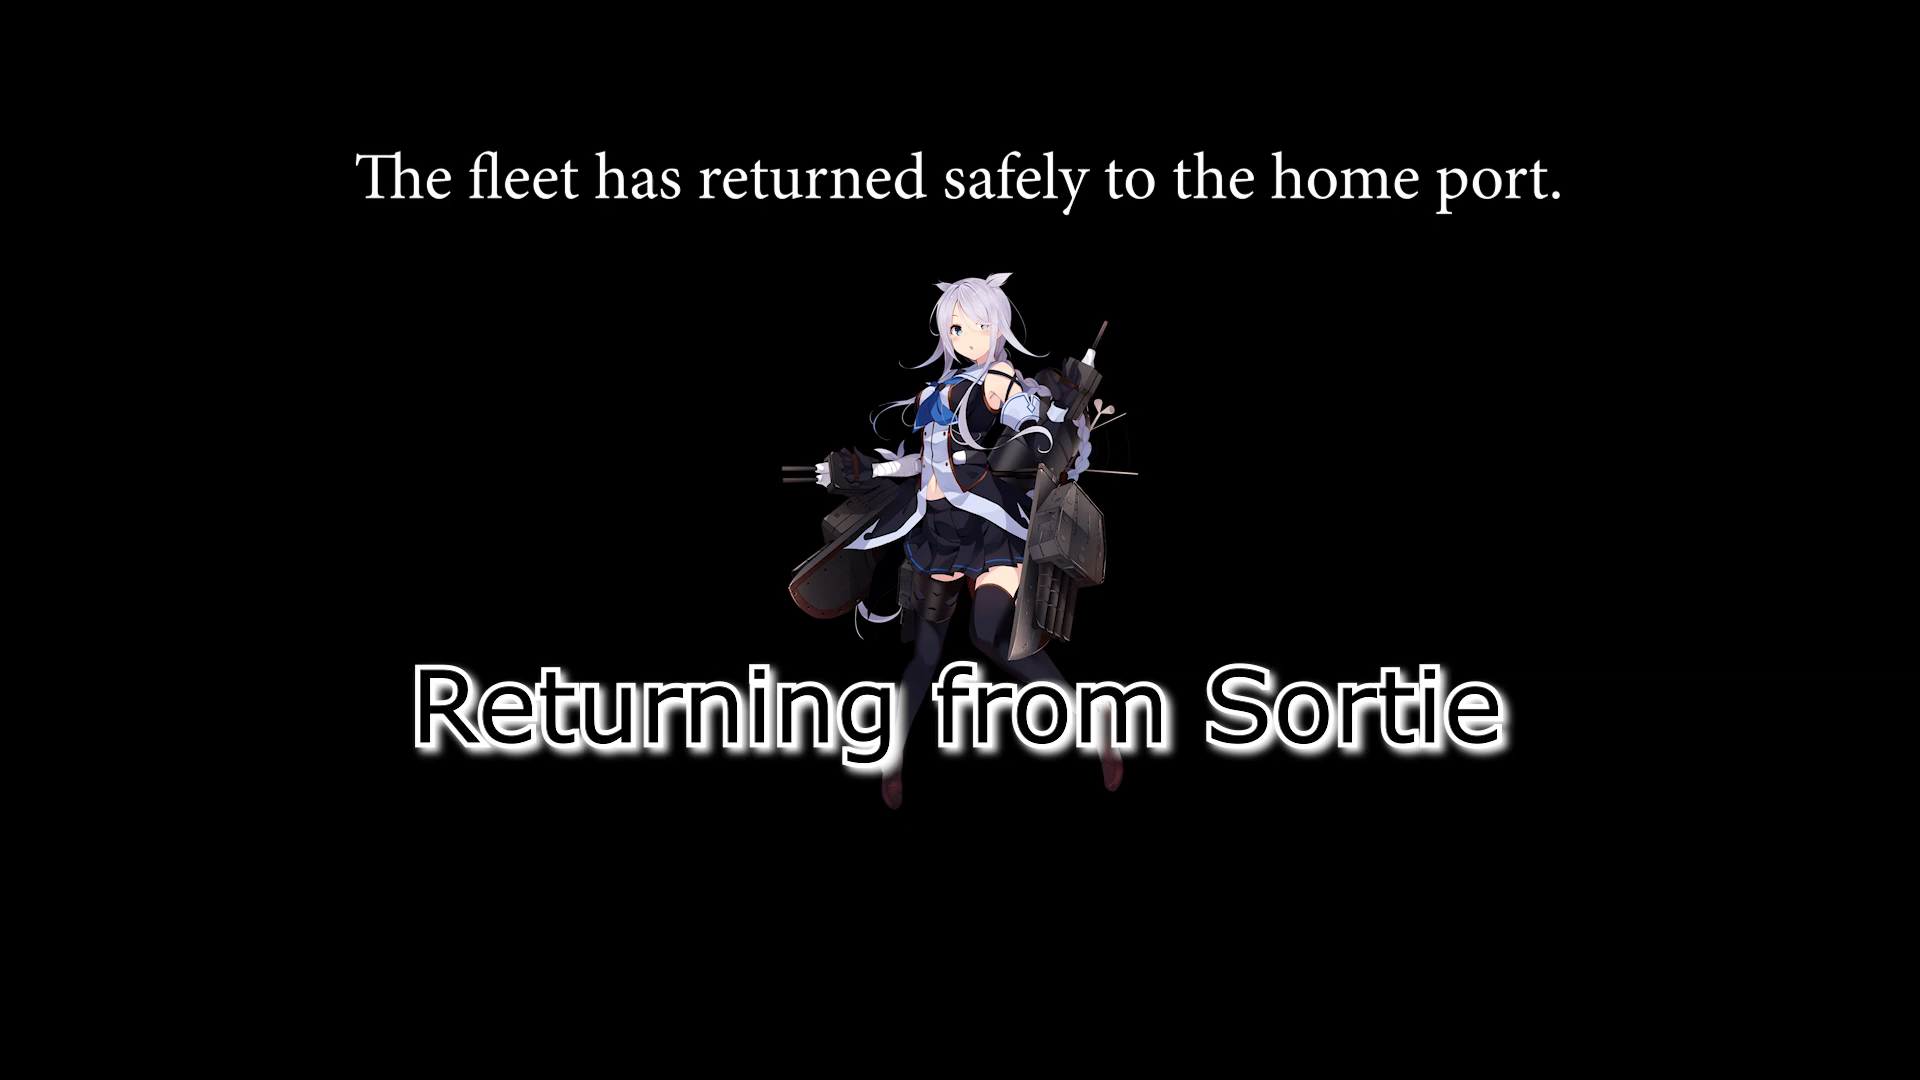 The fleet has returned safely to the home port.
Returning from Sortie